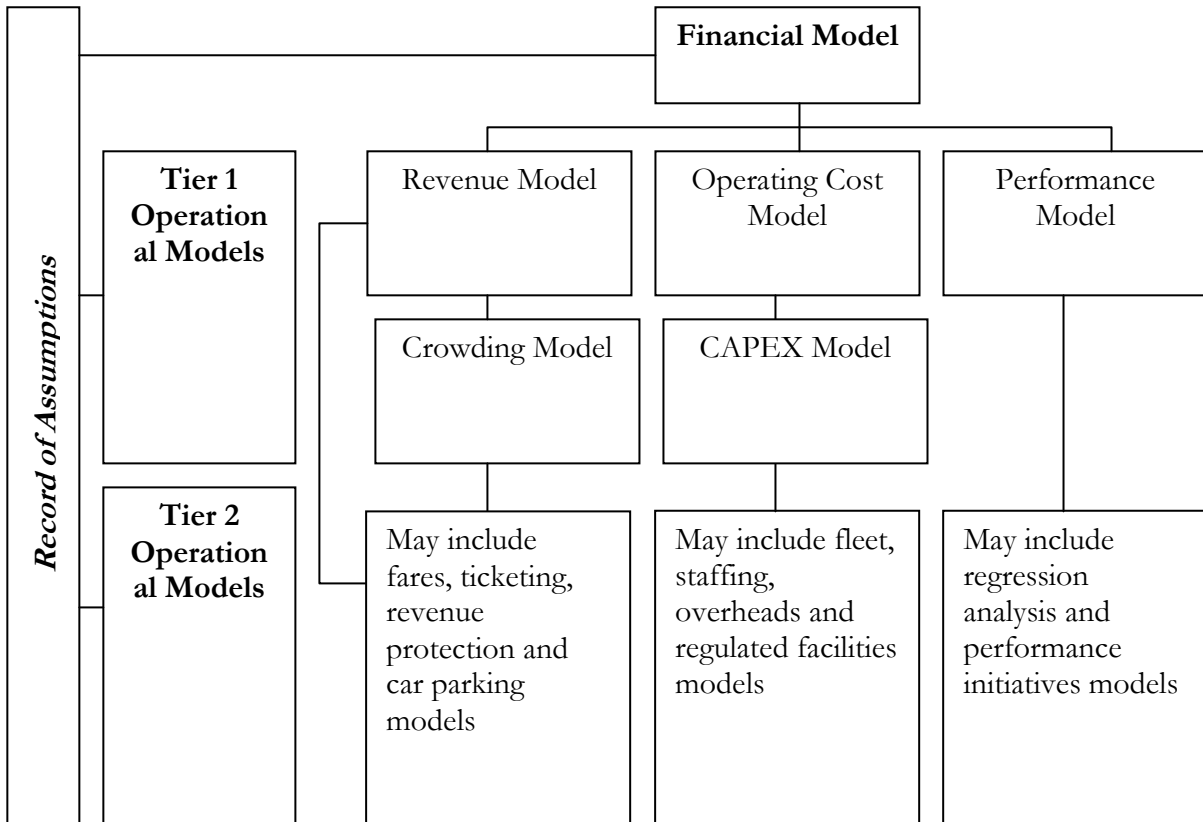 Financial Model
Record of Assumptions
Tier 1
Operation
al Models
Revenue Model
Operating Cost
Model
Performance
Model
Crowding Model
CAPEX Model
Tier 2
Operation
al Models
May include
fares, ticketing,
revenue
protection and
car parking
models
May include fleet,
staffing,
overheads and
regulated facilities
models
May include
regression
analysis and
performance
initiatives models